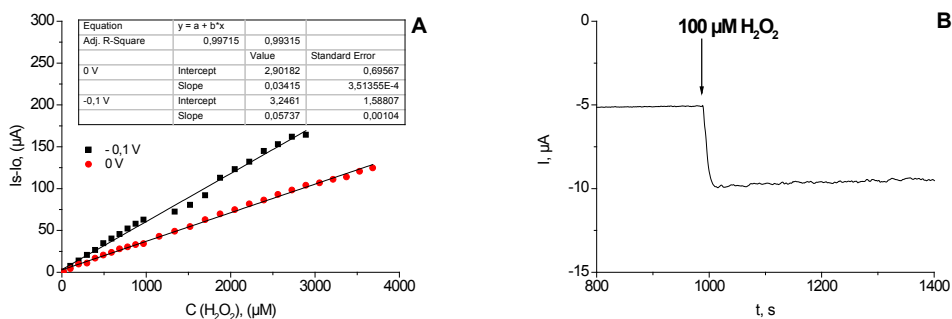 Equation y = a + b*x
Adj. R-Square 0,99715 0,99315
Value Standard Error
0 V Intercept 2,90182 0,69567
Slope 0,03415 3,51355E-4
-0,1 V Intercept 3,2461 1,58807
Slope 0,05737 0,00104
A
300
250
200
150
100
50
0
Is-Io, (µA)
- 0,1 V
0 V
0 1000 2000 3000 4000
C (H₂O₂), (µM)
B
100 µM H₂O₂
0
-5
-10
-15
I, µA
800 1000 1200 1400
t, s